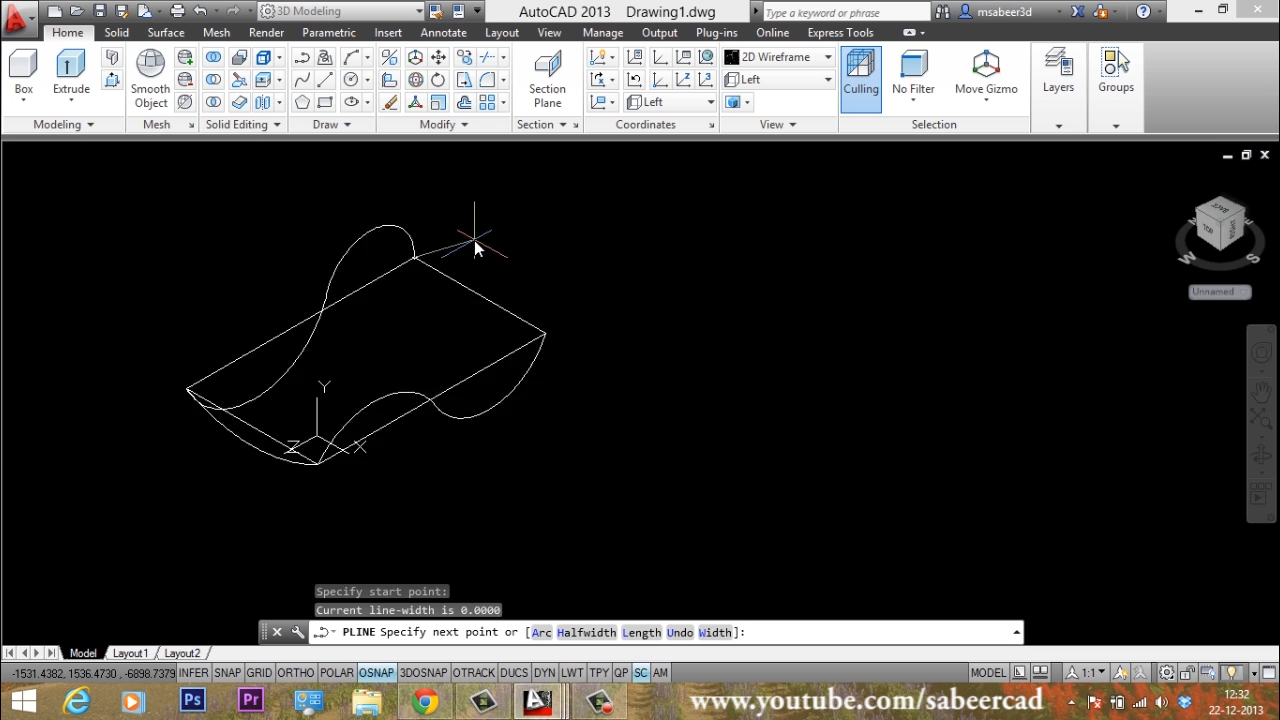 3D Modeling
AutoCAD 2013 Drawing1.dwg
Type a keyword or phrase
msabeer3d
Home Solid Surface Mesh Render Parametric Insert Annotate Layout View Manage Output Plug-ins Online Express Tools
Box
Extrude
Smooth
Object
Section
Plane
2D Wireframe
Left
Left
Culling
No Filter
Move Gizmo
Layers
Groups
Modeling Mesh Solid Editing Draw Modify Section Coordinates View Selection
TOP
W
S
Unnamed
Y
Z
X
Specify start point:
Current line-width is 0.0000
PLINE Specify next point or [Arc Halfwidth Length Undo Width]:
Model Layout1 Layout2
-1531.4382, 1536.4730, -6898.7379 INFER SNAP GRID ORTHO POLAR OSNAP 3DOSNAP OTRACK DUCS DYN LWT TPY QP SC AM MODEL 1:1
Ps
Pr
www.youtube.com/sabeercad
12:32
22-12-2013